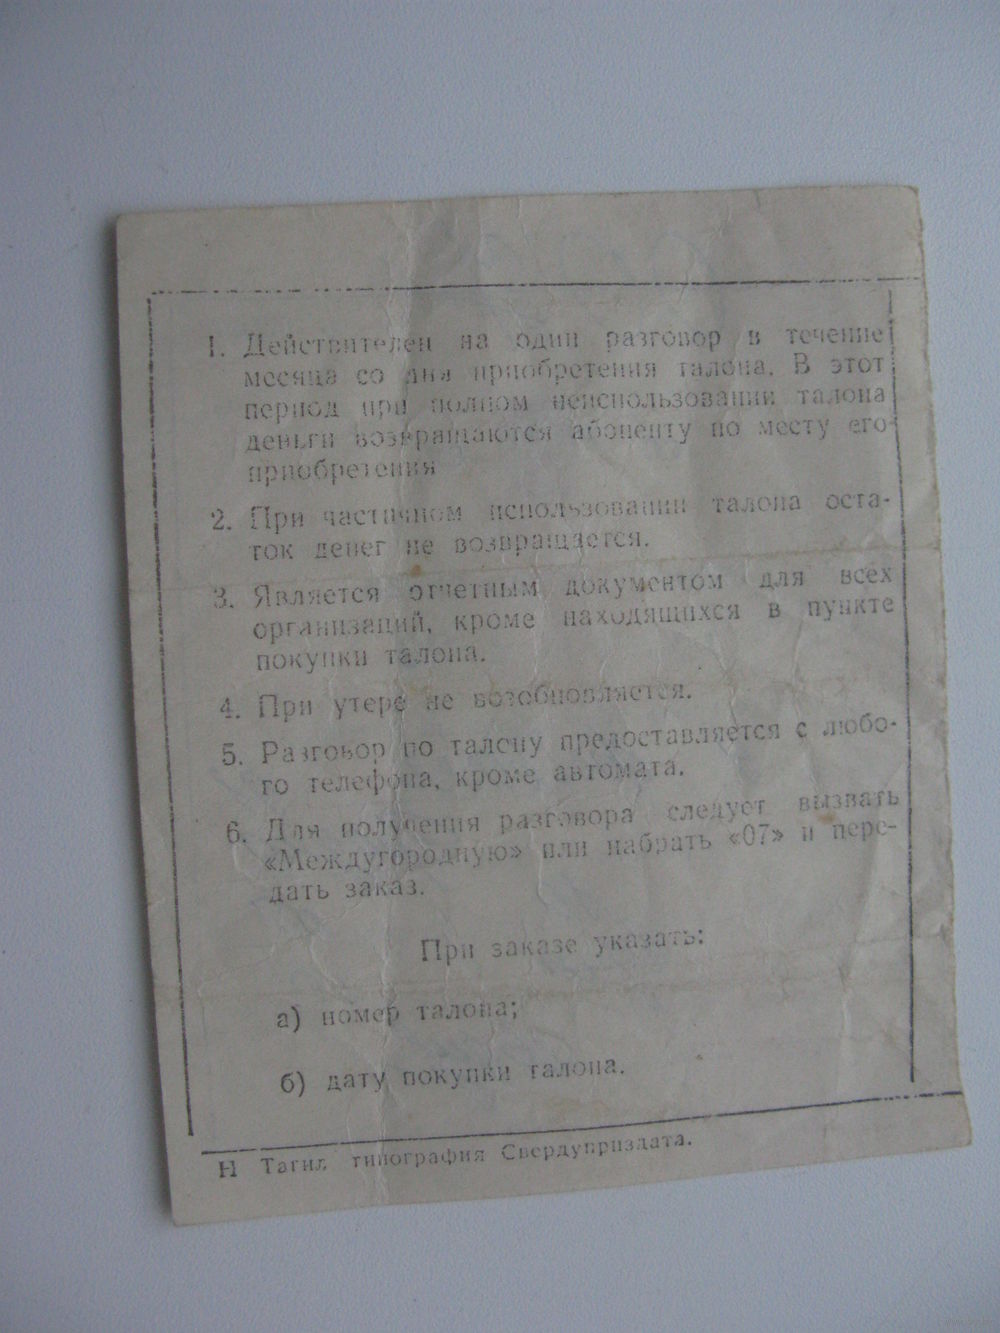 1. Действителен на один разговор в течение
месяца со дня приобретения талона. В этот
период при полном неиспользовании талона
деньги возвращаются абоненту по месту его
приобретения
2. При частичном использовании талона оста-
ток денег не возвращается.
3. Является отчетным документом для всех
организаций, кроме находящихся в пункте
покупки талона.
4. При утере не возобновляется.
5. Разговор по талону предоставляется с любо-
го телефона, кроме автомата.
6. Для получения разговора следует вызвать
«Междугородную» или набрать «07» и пере-
дать заказ.
При заказе указать:
а) номер талона;
б) дату покупки талона.
Н Тагил типография Свердуприздата.